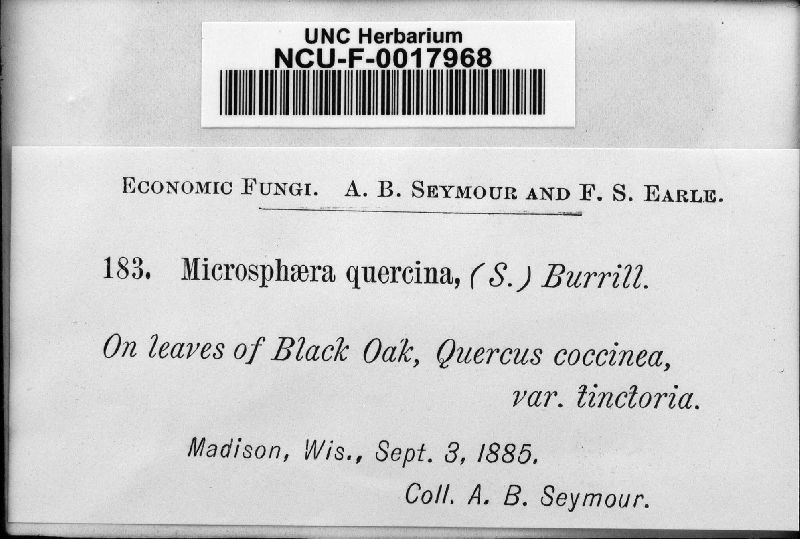 UNC Herbarium
NCU-F-0017968
ECONOMIC FUNGI. A. B. SEYMOUR AND F. S. EARLE.
183. Microsphæra quercina, (S.) Burrill.
On leaves of Black Oak, Quercus coccinea,
var. tinctoria.
Madison, Wis., Sept. 3, 1885.
Coll. A. B. Seymour.